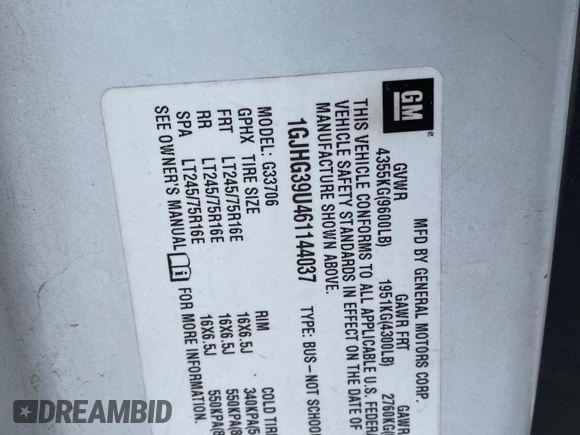 GM
MFD BY GENERAL MOTORS CORP.
GVWR GAWR FRT GAWR
4355KG(9600LB) 1951KG(4300LB) 2760KG(
THIS VEHICLE CONFORMS TO ALL APPLICABLE U.S. FEDER
VEHICLE SAFETY STANDARDS IN EFFECT ON THE DATE OF
MANUFACTURE SHOWN ABOVE.
1GJHG39U461144037 TYPE: BUS-NOT SCHOOL
MODEL: G33706
GPHX TIRE SIZE RIM COLD TIR
FRT LT245/75R16E 16X6.5J 340KPA(5
RR LT245/75R16E 16X6.5J 550KPA(8
SPA LT245/75R16E 16X6.5J 550KPA(8
SEE OWNER'S MANUAL FOR MORE INFORMATION.
DREAMBID